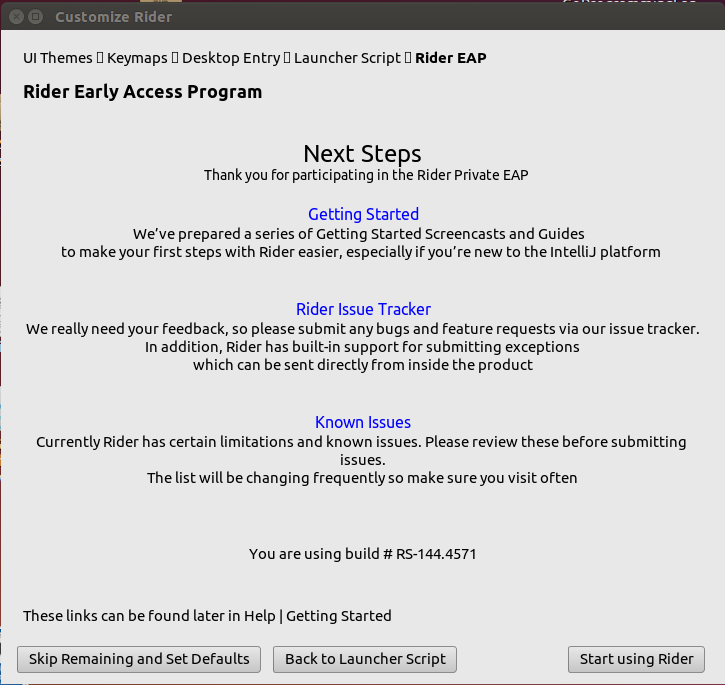 Customize Rider
UI Themes ▯ Keymaps ▯ Desktop Entry ▯ Launcher Script ▯ Rider EAP
Rider Early Access Program
Next Steps
Thank you for participating in the Rider Private EAP
Getting Started
We’ve prepared a series of Getting Started Screencasts and Guides
to make your first steps with Rider easier, especially if you’re new to the IntelliJ platform
Rider Issue Tracker
We really need your feedback, so please submit any bugs and feature requests via our issue tracker.
In addition, Rider has built-in support for submitting exceptions
which can be sent directly from inside the product
Known Issues
Currently Rider has certain limitations and known issues. Please review these before submitting
issues.
The list will be changing frequently so make sure you visit often
You are using build # RS-144.4571
These links can be found later in Help | Getting Started
Skip Remaining and Set Defaults
Back to Launcher Script
Start using Rider